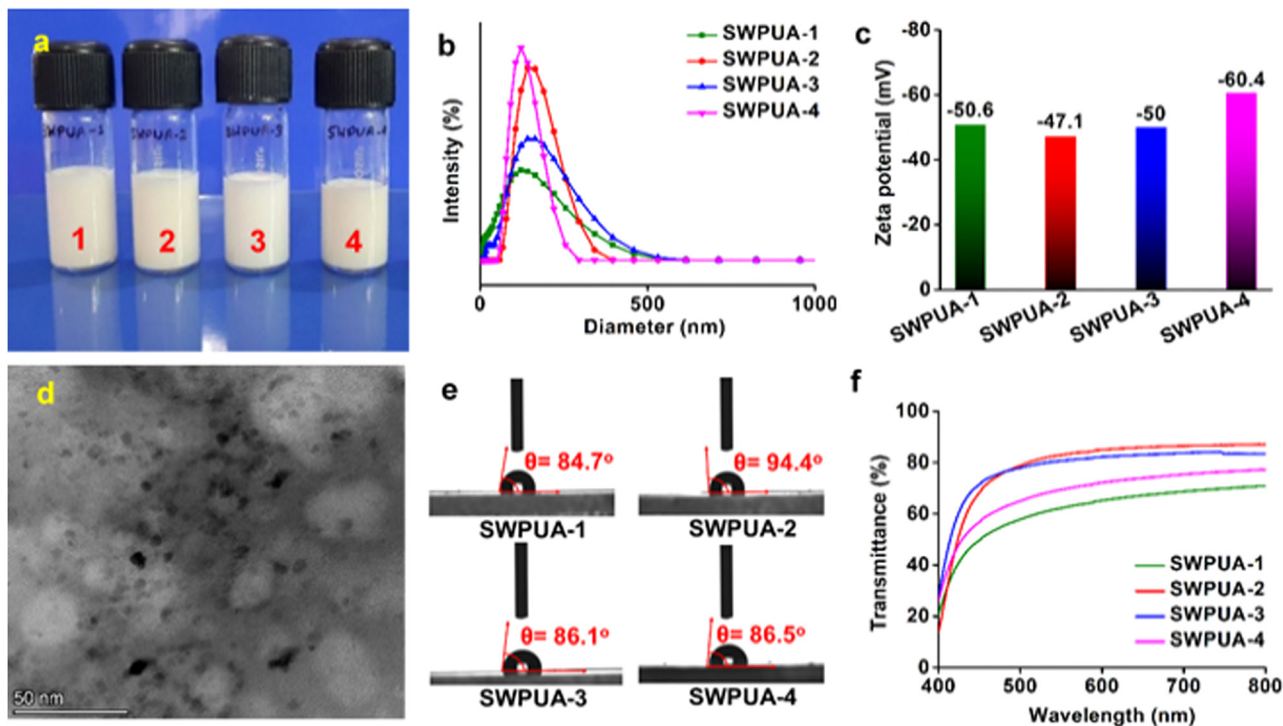 a
SWPUA-1
SWPUA-2
SWPUA-3
SWPUA-4
1
2
3
4
b
SWPUA-1
SWPUA-2
SWPUA-3
SWPUA-4
Intensity (%)
0
500
1000
Diameter (nm)
c
-80
-60
-40
-20
0
Zeta potential (mV)
-50.6
-47.1
-50
-60.4
SWPUA-1
SWPUA-2
SWPUA-3
SWPUA-4
d
50 nm
e
θ= 84.7°
SWPUA-1
θ= 94.4°
SWPUA-2
θ= 86.1°
SWPUA-3
θ= 86.5°
SWPUA-4
f
100
80
60
40
20
0
Transmittance (%)
SWPUA-1
SWPUA-2
SWPUA-3
SWPUA-4
400
500
600
700
800
Wavelength (nm)